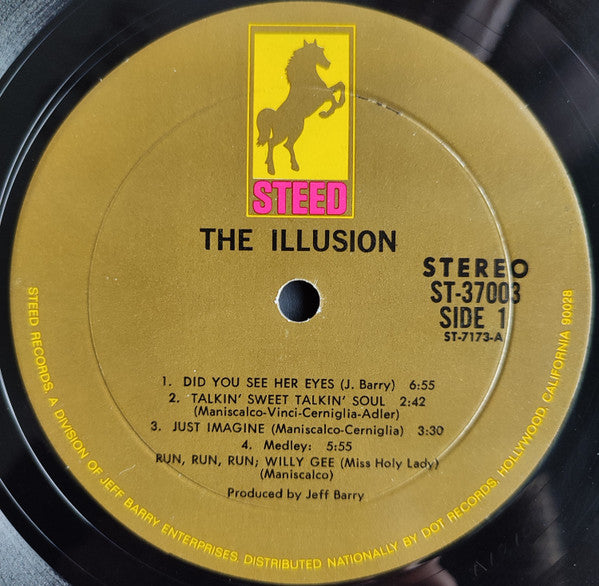 STEED
THE ILLUSION
STEREO
ST-37003
SIDE 1
ST-7173-A
1. DID YOU SEE HER EYES (J. Barry) 6:55
2. TALKIN' SWEET TALKIN' SOUL 2:42
(Maniscalco-Vinci-Cerniglia-Adler)
3. JUST IMAGINE (Maniscalco-Cerniglia) 3:30
4. Medley: 5:55
RUN, RUN, RUN; WILLY GEE (Miss Holy Lady)
(Maniscalco)
Produced by Jeff Barry
STEED RECORDS, A DIVISION OF JEFF BARRY ENTERPRISES. DISTRIBUTED NATIONALLY BY DOT RECORDS, HOLLYWOOD, CALIFORNIA 90028